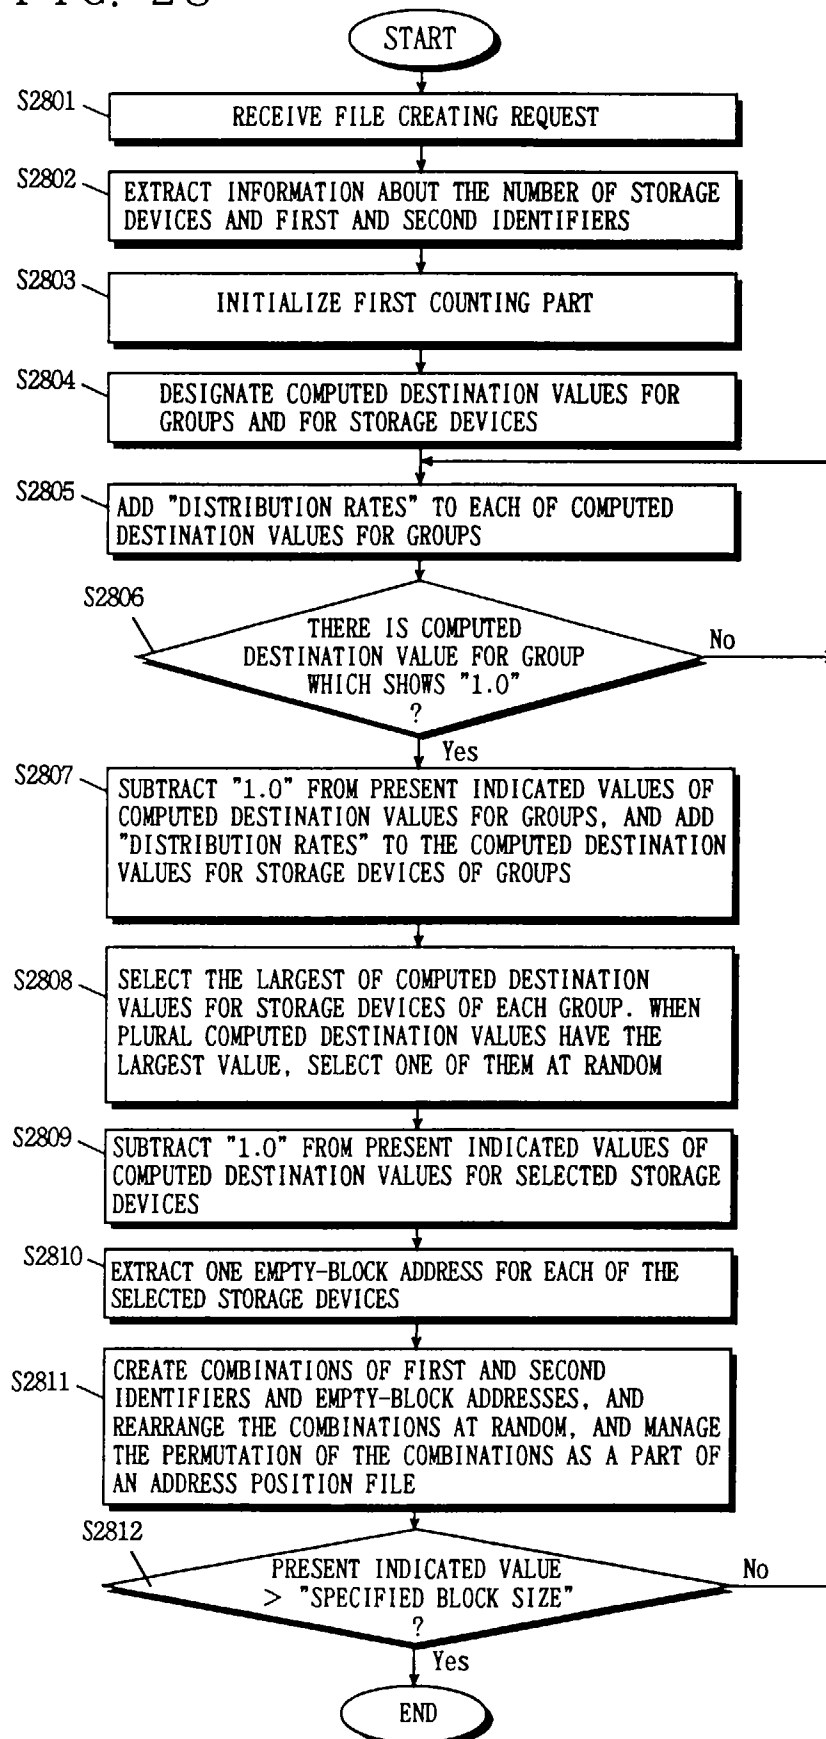 FIG. 28
START
S2801
RECEIVE FILE CREATING REQUEST
S2802
EXTRACT INFORMATION ABOUT THE NUMBER OF STORAGE
DEVICES AND FIRST AND SECOND IDENTIFIERS
S2803
INITIALIZE FIRST COUNTING PART
S2804
DESIGNATE COMPUTED DESTINATION VALUES FOR
GROUPS AND FOR STORAGE DEVICES
S2805
ADD "DISTRIBUTION RATES" TO EACH OF COMPUTED
DESTINATION VALUES FOR GROUPS
S2806
THERE IS COMPUTED
DESTINATION VALUE FOR GROUP
WHICH SHOWS "1.0"
?
No
Yes
S2807
SUBTRACT "1.0" FROM PRESENT INDICATED VALUES OF
COMPUTED DESTINATION VALUES FOR GROUPS, AND ADD
"DISTRIBUTION RATES" TO THE COMPUTED DESTINATION
VALUES FOR STORAGE DEVICES OF GROUPS
S2808
SELECT THE LARGEST OF COMPUTED DESTINATION
VALUES FOR STORAGE DEVICES OF EACH GROUP. WHEN
PLURAL COMPUTED DESTINATION VALUES HAVE THE
LARGEST VALUE, SELECT ONE OF THEM AT RANDOM
S2809
SUBTRACT "1.0" FROM PRESENT INDICATED VALUES OF
COMPUTED DESTINATION VALUES FOR SELECTED STORAGE
DEVICES
S2810
EXTRACT ONE EMPTY-BLOCK ADDRESS FOR EACH OF THE
SELECTED STORAGE DEVICES
S2811
CREATE COMBINATIONS OF FIRST AND SECOND
IDENTIFIERS AND EMPTY-BLOCK ADDRESSES, AND
REARRANGE THE COMBINATIONS AT RANDOM, AND MANAGE
THE PERMUTATION OF THE COMBINATIONS AS A PART OF
AN ADDRESS POSITION FILE
S2812
PRESENT INDICATED VALUE
> "SPECIFIED BLOCK SIZE"
?
No
Yes
END